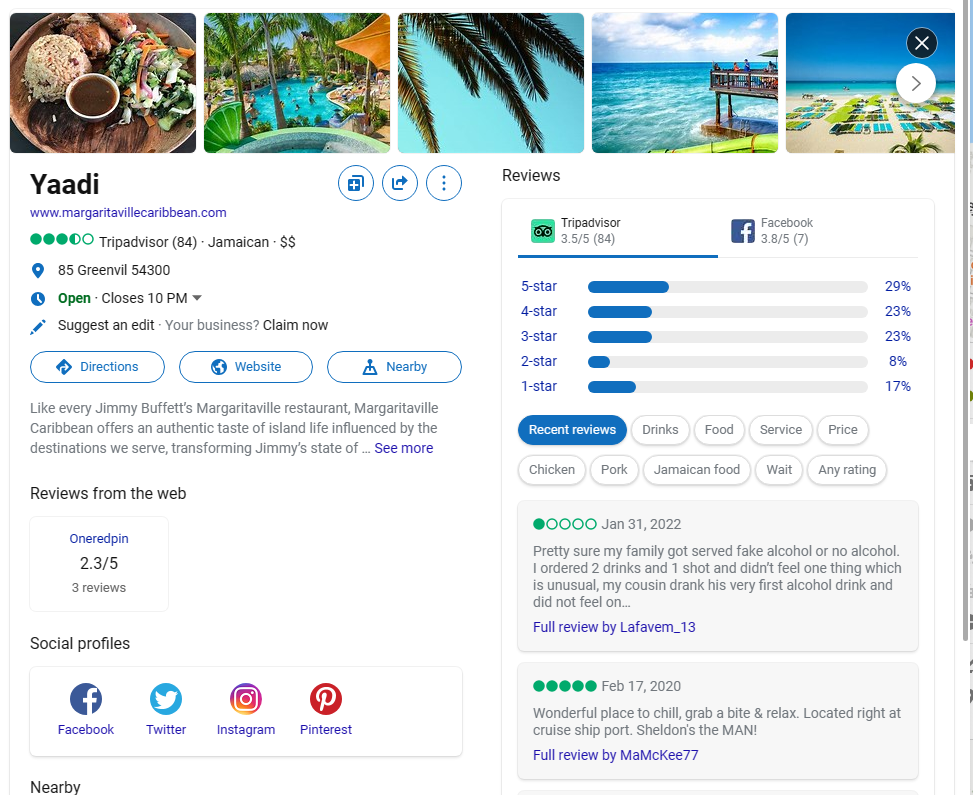 Yaadi
www.margaritavillecaribbean.com
Tripadvisor (84) · Jamaican · $$
85 Greenvil 54300
Open · Closes 10 PM
Suggest an edit · Your business? Claim now
Directions
Website
Nearby
Like every Jimmy Buffett’s Margaritaville restaurant, Margaritaville
Caribbean offers an authentic taste of island life influenced by the
destinations we serve, transforming Jimmy’s state of … See more
Reviews from the web
Oneredpin
2.3/5
3 reviews
Social profiles
Facebook
Twitter
Instagram
Pinterest
Nearby
Reviews
Tripadvisor
3.5/5 (84)
Facebook
3.8/5 (7)
5-star 29%
4-star 23%
3-star 23%
2-star 8%
1-star 17%
Recent reviews
Drinks
Food
Service
Price
Chicken
Pork
Jamaican food
Wait
Any rating
Jan 31, 2022
Pretty sure my family got served fake alcohol or no alcohol.
I ordered 2 drinks and 1 shot and didn’t feel one thing which
is unusual, my cousin drank his very first alcohol drink and
did not feel on…
Full review by Lafavem_13
Feb 17, 2020
Wonderful place to chill, grab a bite & relax. Located right at
cruise ship port. Sheldon's the MAN!
Full review by MaMcKee77